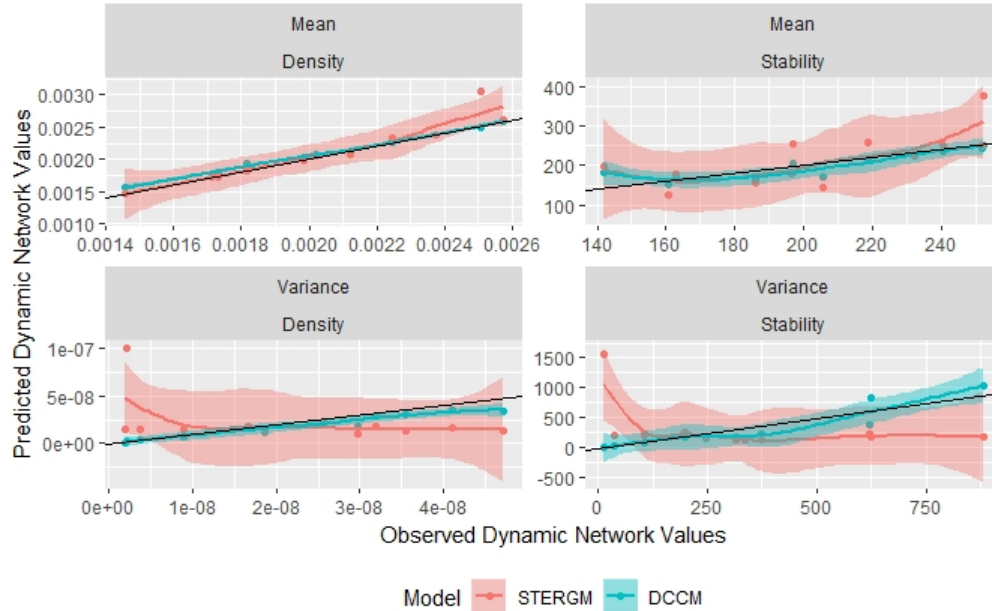 Mean
Mean
Density
Stability
0.0030
0.0025
0.0020
0.0015
0.0010
0.0014 0.0016 0.0018 0.0020 0.0022 0.0024 0.0026
400
300
200
100
140 160 180 200 220 240
Variance
Variance
Density
Stability
1e-07
5e-08
0e+00
0e+00 1e-08 2e-08 3e-08 4e-08
1500
1000
500
0
-500
0 250 500 750
Predicted Dynamic Network Values
Observed Dynamic Network Values
Model STERGM DCCM